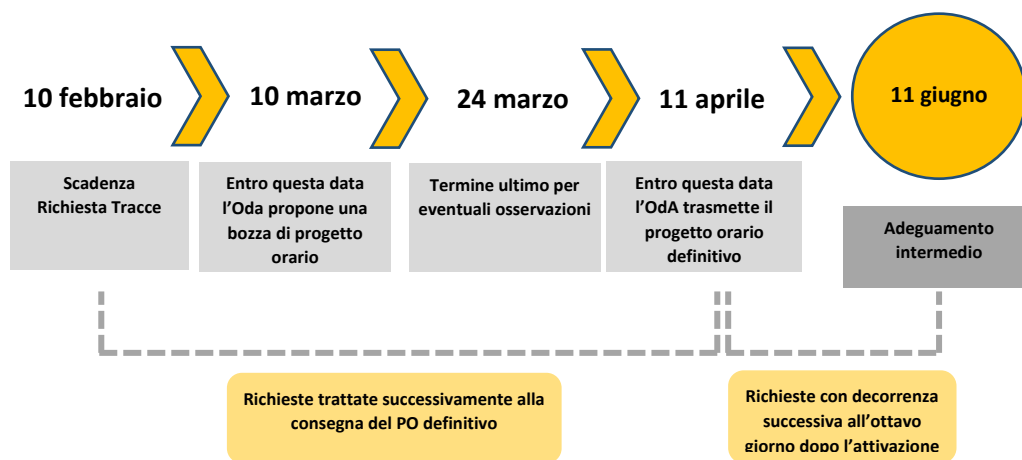 10 febbraio
10 marzo
24 marzo
11 aprile
11 giugno
Scadenza
Richiesta Tracce
Entro questa data
l'Oda propone una
bozza di progetto
orario
Termine ultimo per
eventuali osservazioni
Entro questa data
l'OdA trasmette il
progetto orario
definitivo
Adeguamento
intermedio
Richieste trattate successivamente alla
consegna del PO definitivo
Richieste con decorrenza
successiva all'ottavo
giorno dopo l'attivazione